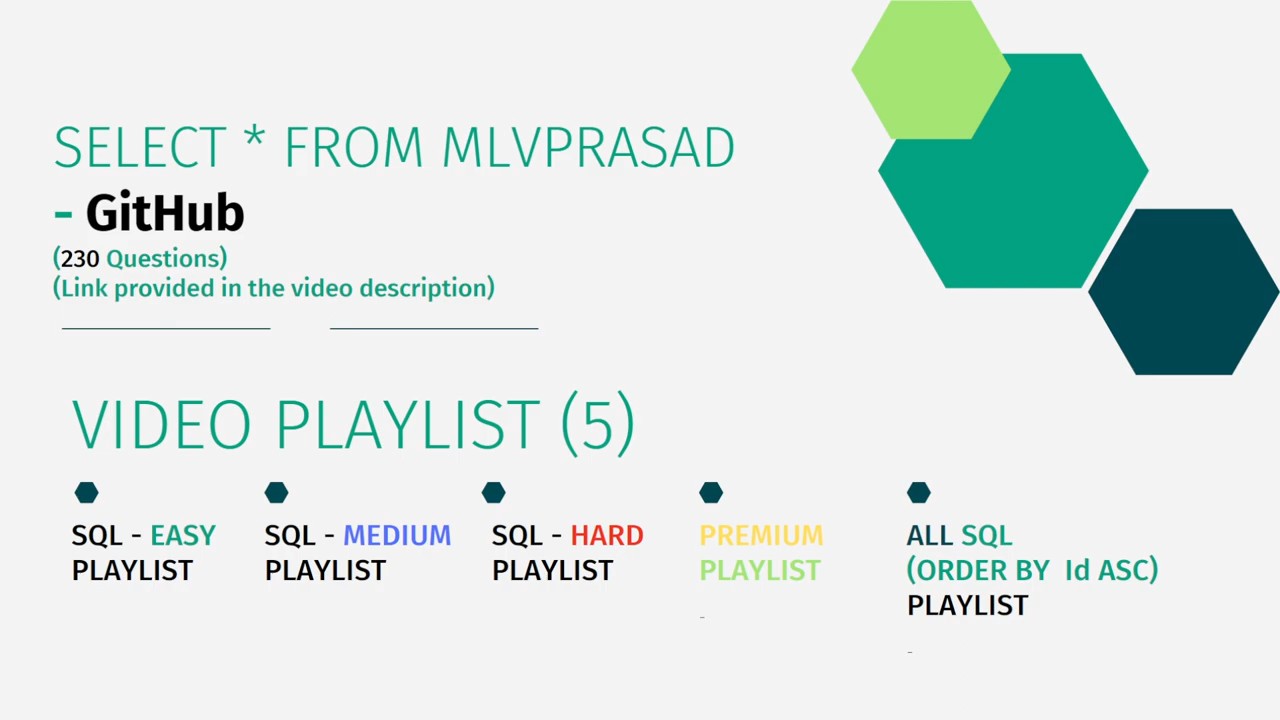 SELECT * FROM MLVPRASAD
- GitHub
(230 Questions)
(Link provided in the video description)
VIDEO PLAYLIST (5)
SQL - EASY
PLAYLIST
SQL - MEDIUM
PLAYLIST
SQL - HARD
PLAYLIST
PREMIUM
PLAYLIST
-
ALL SQL
(ORDER BY Id ASC)
PLAYLIST
-